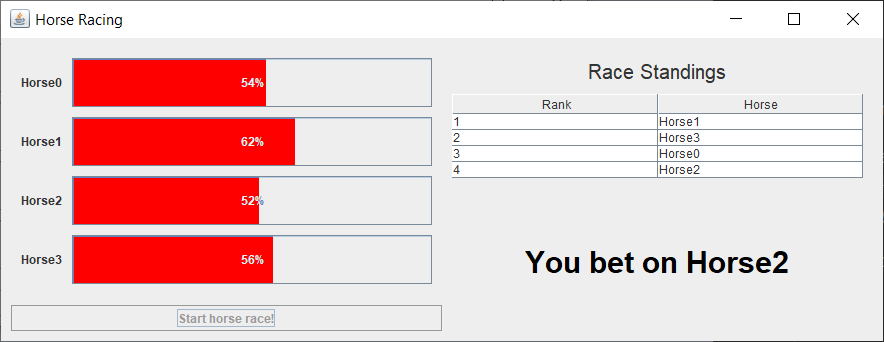 Horse Racing
Horse0 54%
Horse1 62%
Horse2 52%
Horse3 56%
Start horse race!
Race Standings
Rank Horse
1 Horse1
2 Horse3
3 Horse0
4 Horse2
You bet on Horse2